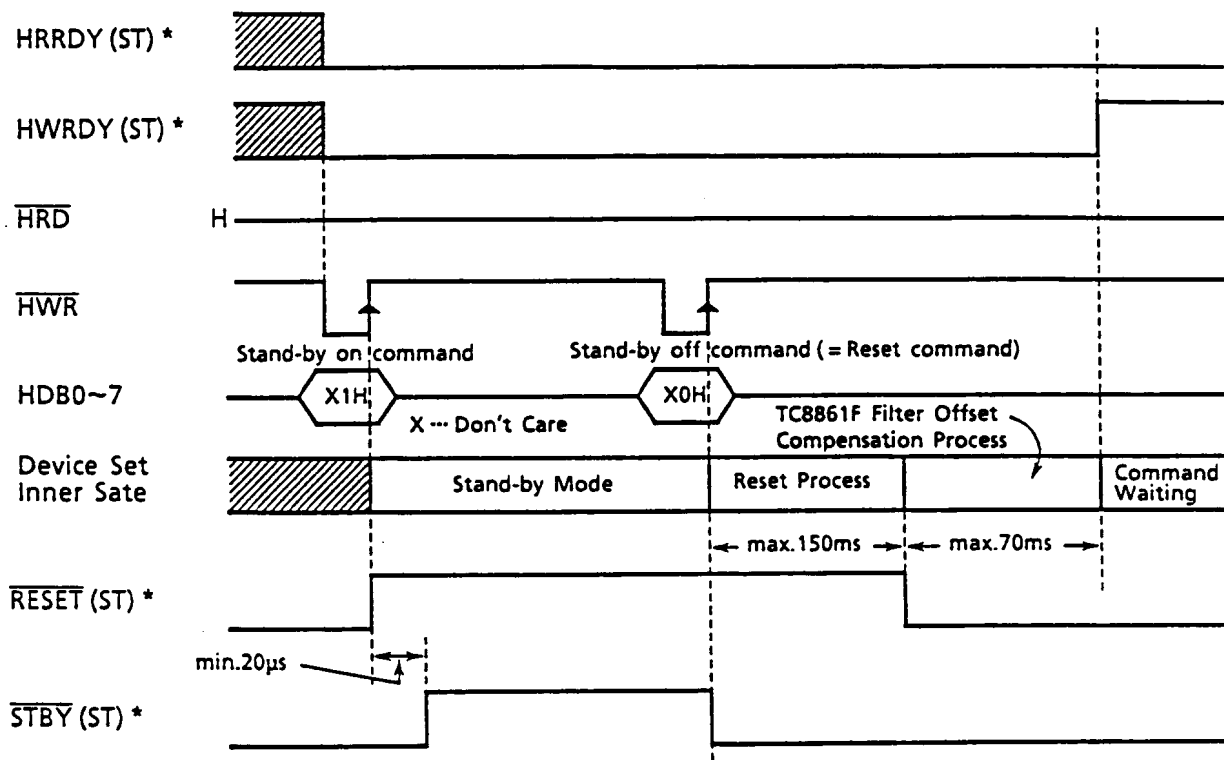 HRRDY (ST) *
HWRDY (ST) *
HRD H
HWR
Stand-by on command Stand-by off command (=Reset command)
HDB0~7 X1H X0H
X ··· Don't Care
TC8861F Filter Offset
Compensation Process
Device Set
Inner Sate
Stand-by Mode Reset Process
Command
Waiting
max.150ms max.70ms
RESET (ST) *
min.20μs
STBY (ST) *